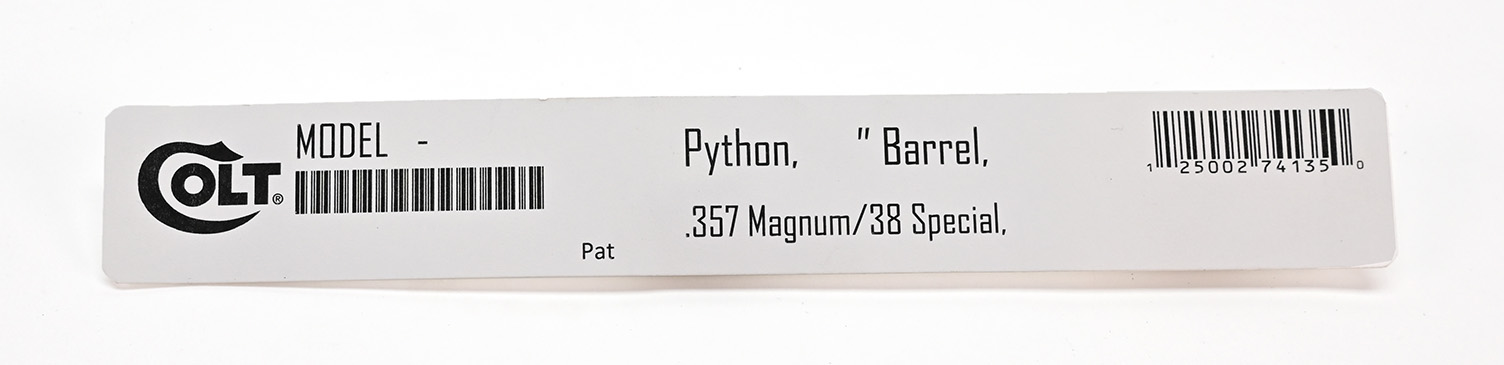 COLT®
MODEL -
Pat
Python, " Barrel,
.357 Magnum/38 Special,
1 25002 74135 0